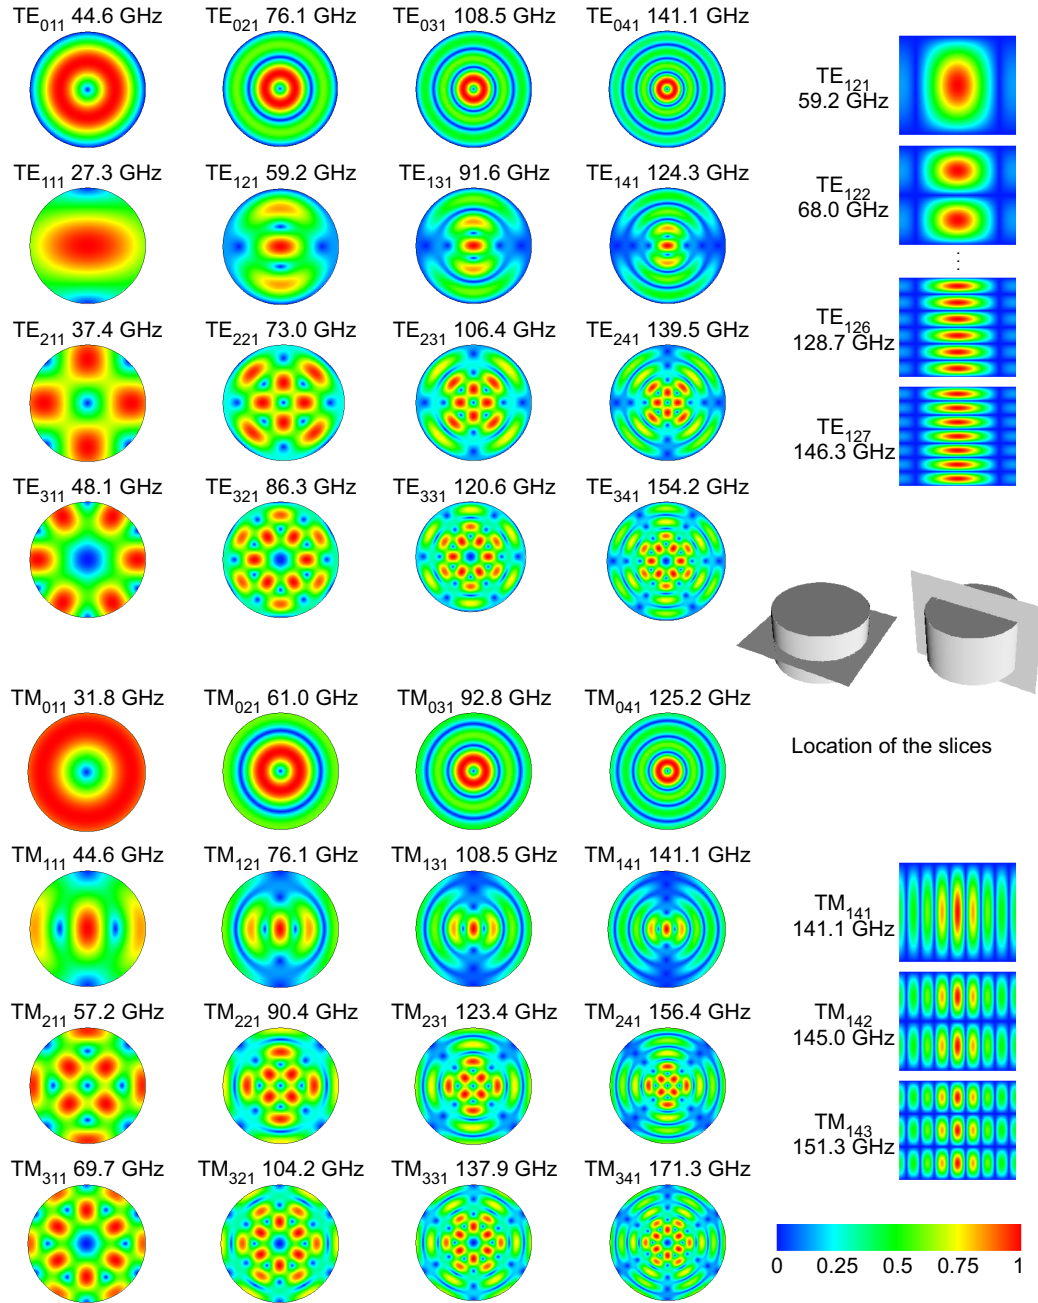 TE011 44.6 GHz TE021 76.1 GHz TE031 108.5 GHz TE041 141.1 GHz
TE111 27.3 GHz TE121 59.2 GHz TE131 91.6 GHz TE141 124.3 GHz
TE211 37.4 GHz TE221 73.0 GHz TE231 106.4 GHz TE241 139.5 GHz
TE311 48.1 GHz TE321 86.3 GHz TE331 120.6 GHz TE341 154.2 GHz
TE121
59.2 GHz
TE122
68.0 GHz
⋮
TE126
128.7 GHz
TE127
146.3 GHz
Location of the slices
TM011 31.8 GHz TM021 61.0 GHz TM031 92.8 GHz TM041 125.2 GHz
TM111 44.6 GHz TM121 76.1 GHz TM131 108.5 GHz TM141 141.1 GHz
TM211 57.2 GHz TM221 90.4 GHz TM231 123.4 GHz TM241 156.4 GHz
TM311 69.7 GHz TM321 104.2 GHz TM331 137.9 GHz TM341 171.3 GHz
TM141
141.1 GHz
TM142
145.0 GHz
TM143
151.3 GHz
0 0.25 0.5 0.75 1